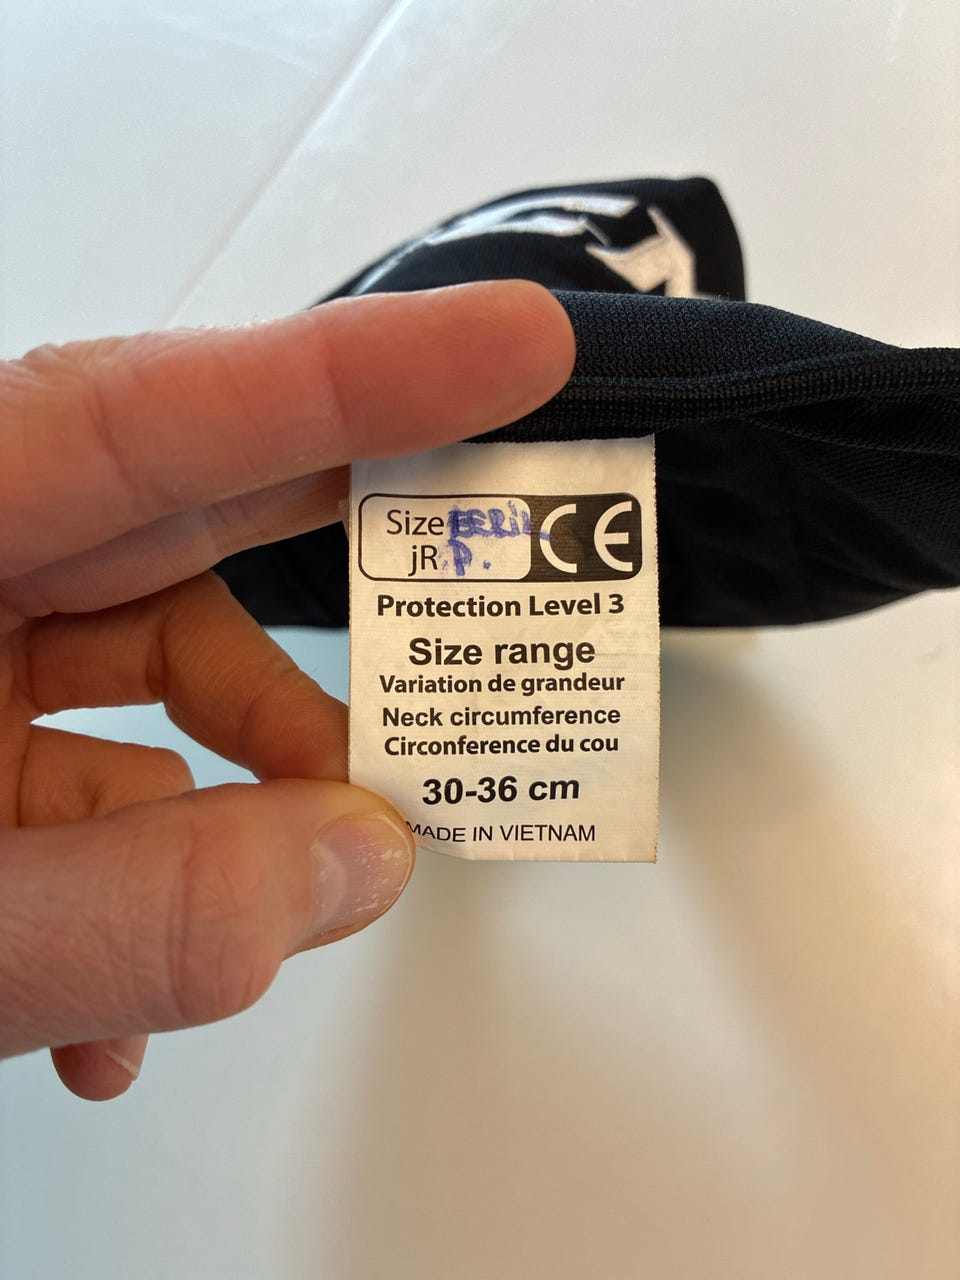 Size
jR P.
CE
Protection Level 3
Size range
Variation de grandeur
Neck circumference
Circonference du cou
30-36 cm
MADE IN VIETNAM